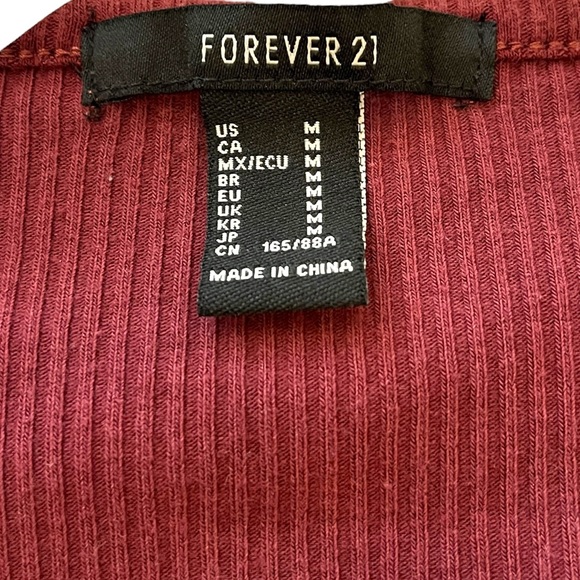 FOREVER 21
US M
CA M
MX/ECU M
BR M
EU M
UK M
KR M
JP M
CN 165/88A
MADE IN CHINA